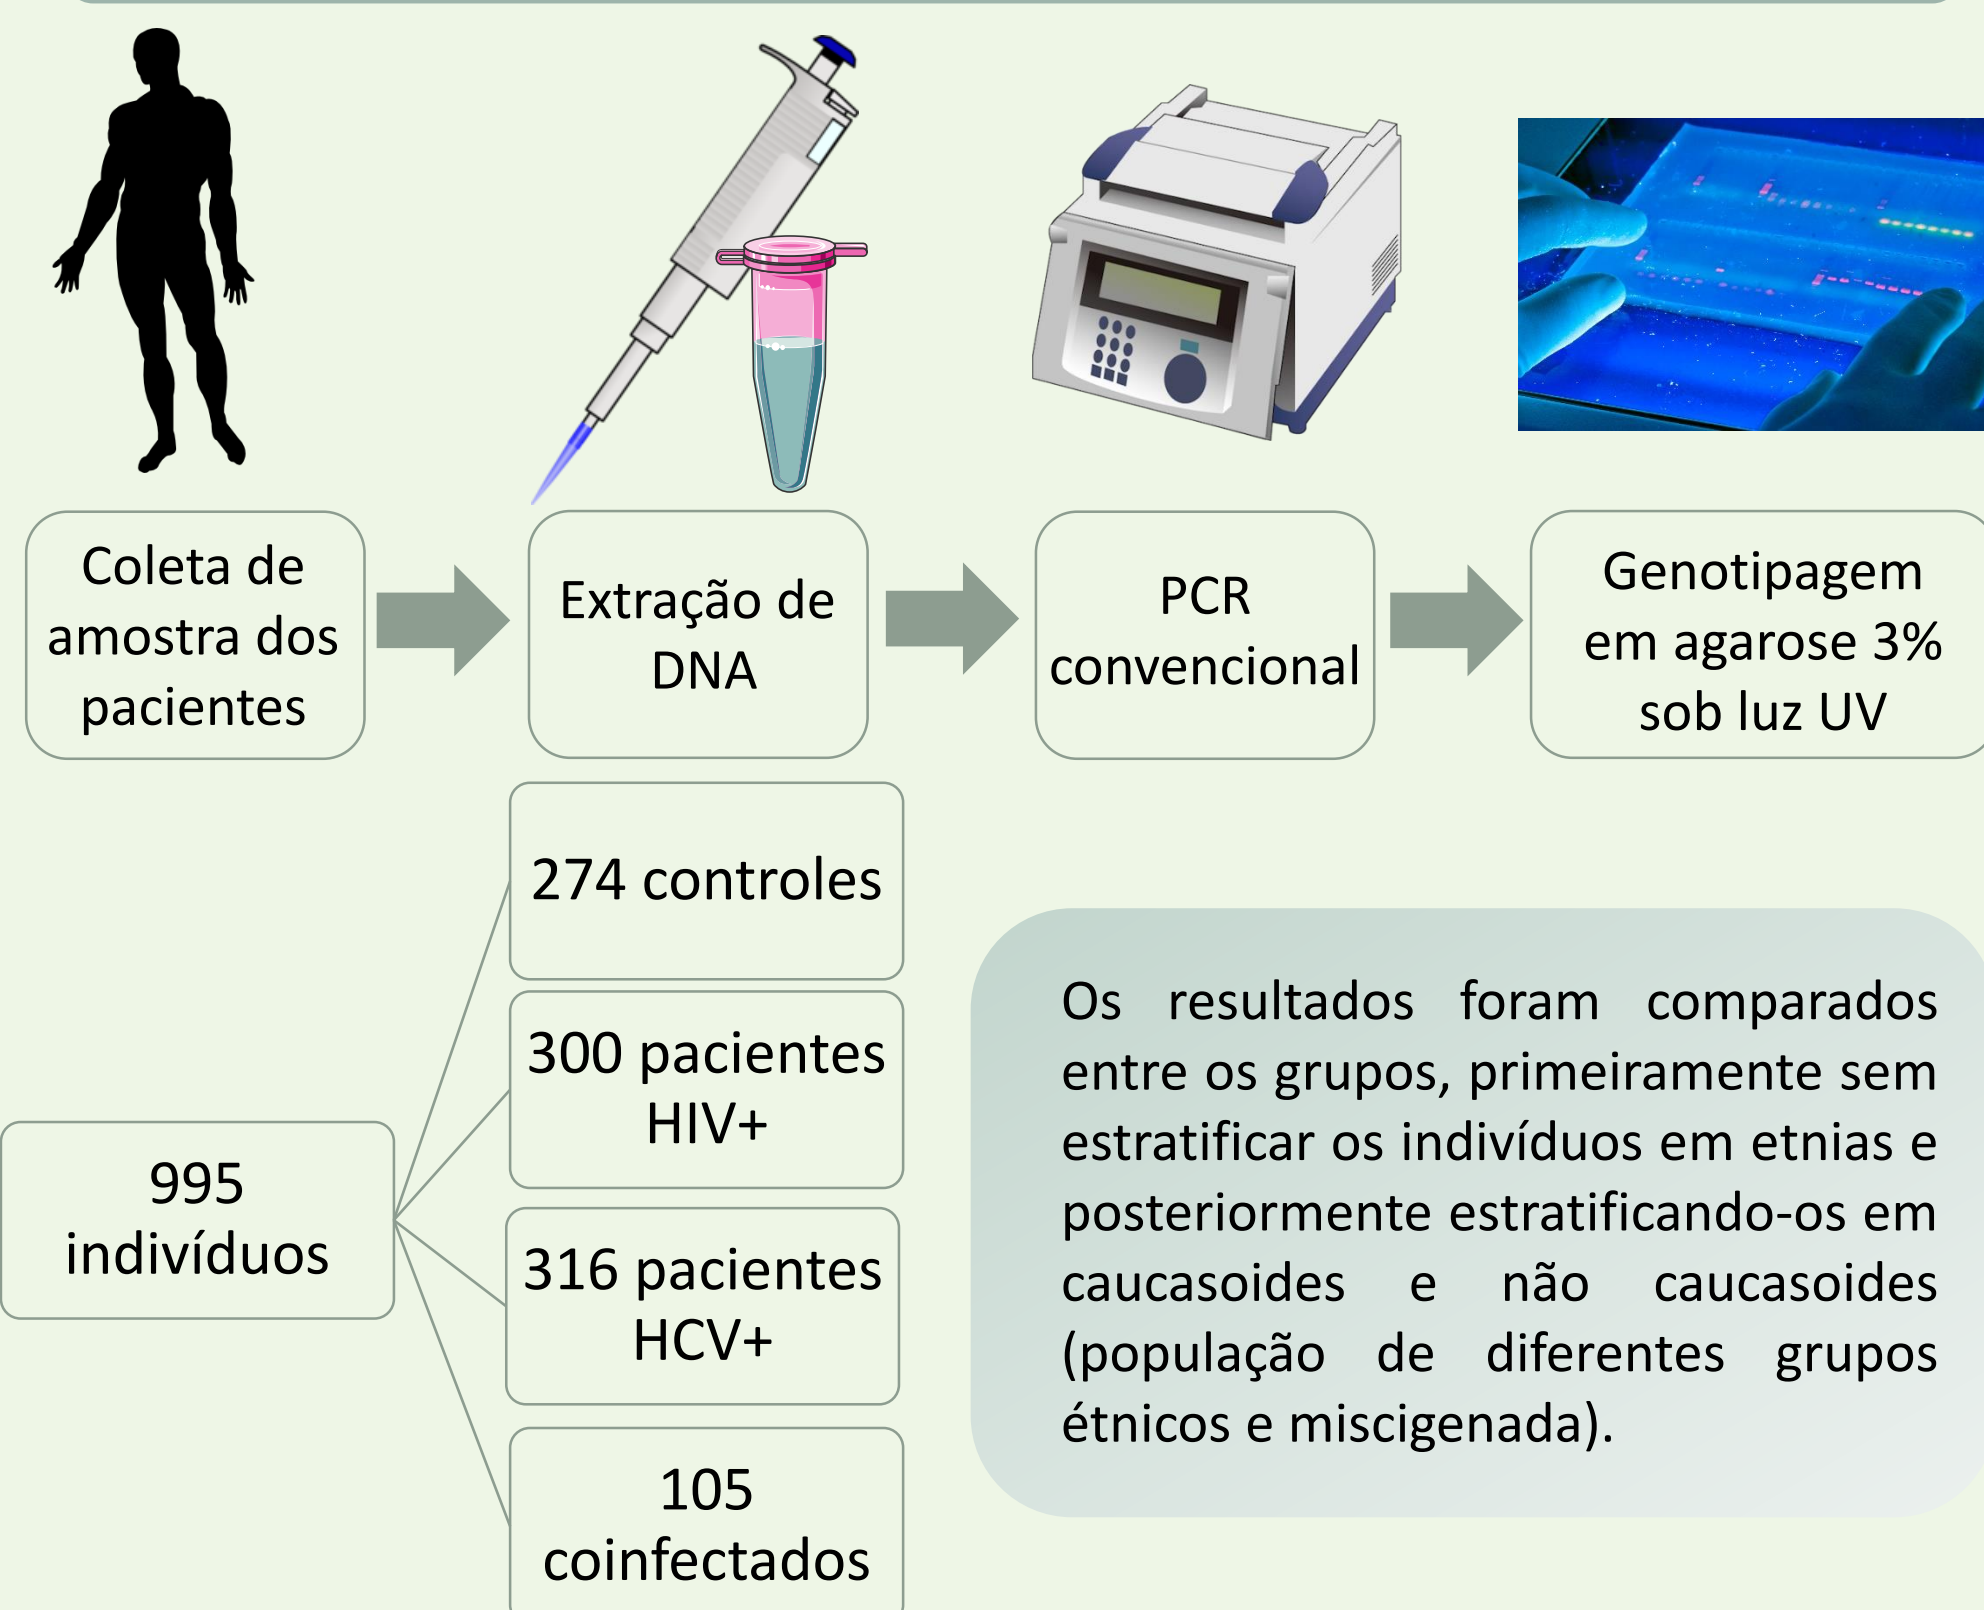 Coleta de
amostra dos
pacientes
Extração de
DNA
PCR
convencional
Genotipagem
em agarose 3%
sob luz UV
995
indivíduos
274 controles
300 pacientes
HIV+
316 pacientes
HCV+
105
coinfectados
Os resultados foram comparados
entre os grupos, primeiramente sem
estratificar os indivíduos em etnias e
posteriormente estratificando-os em
caucasoides e não caucasoides
(população de diferentes grupos
étnicos e miscigenada).